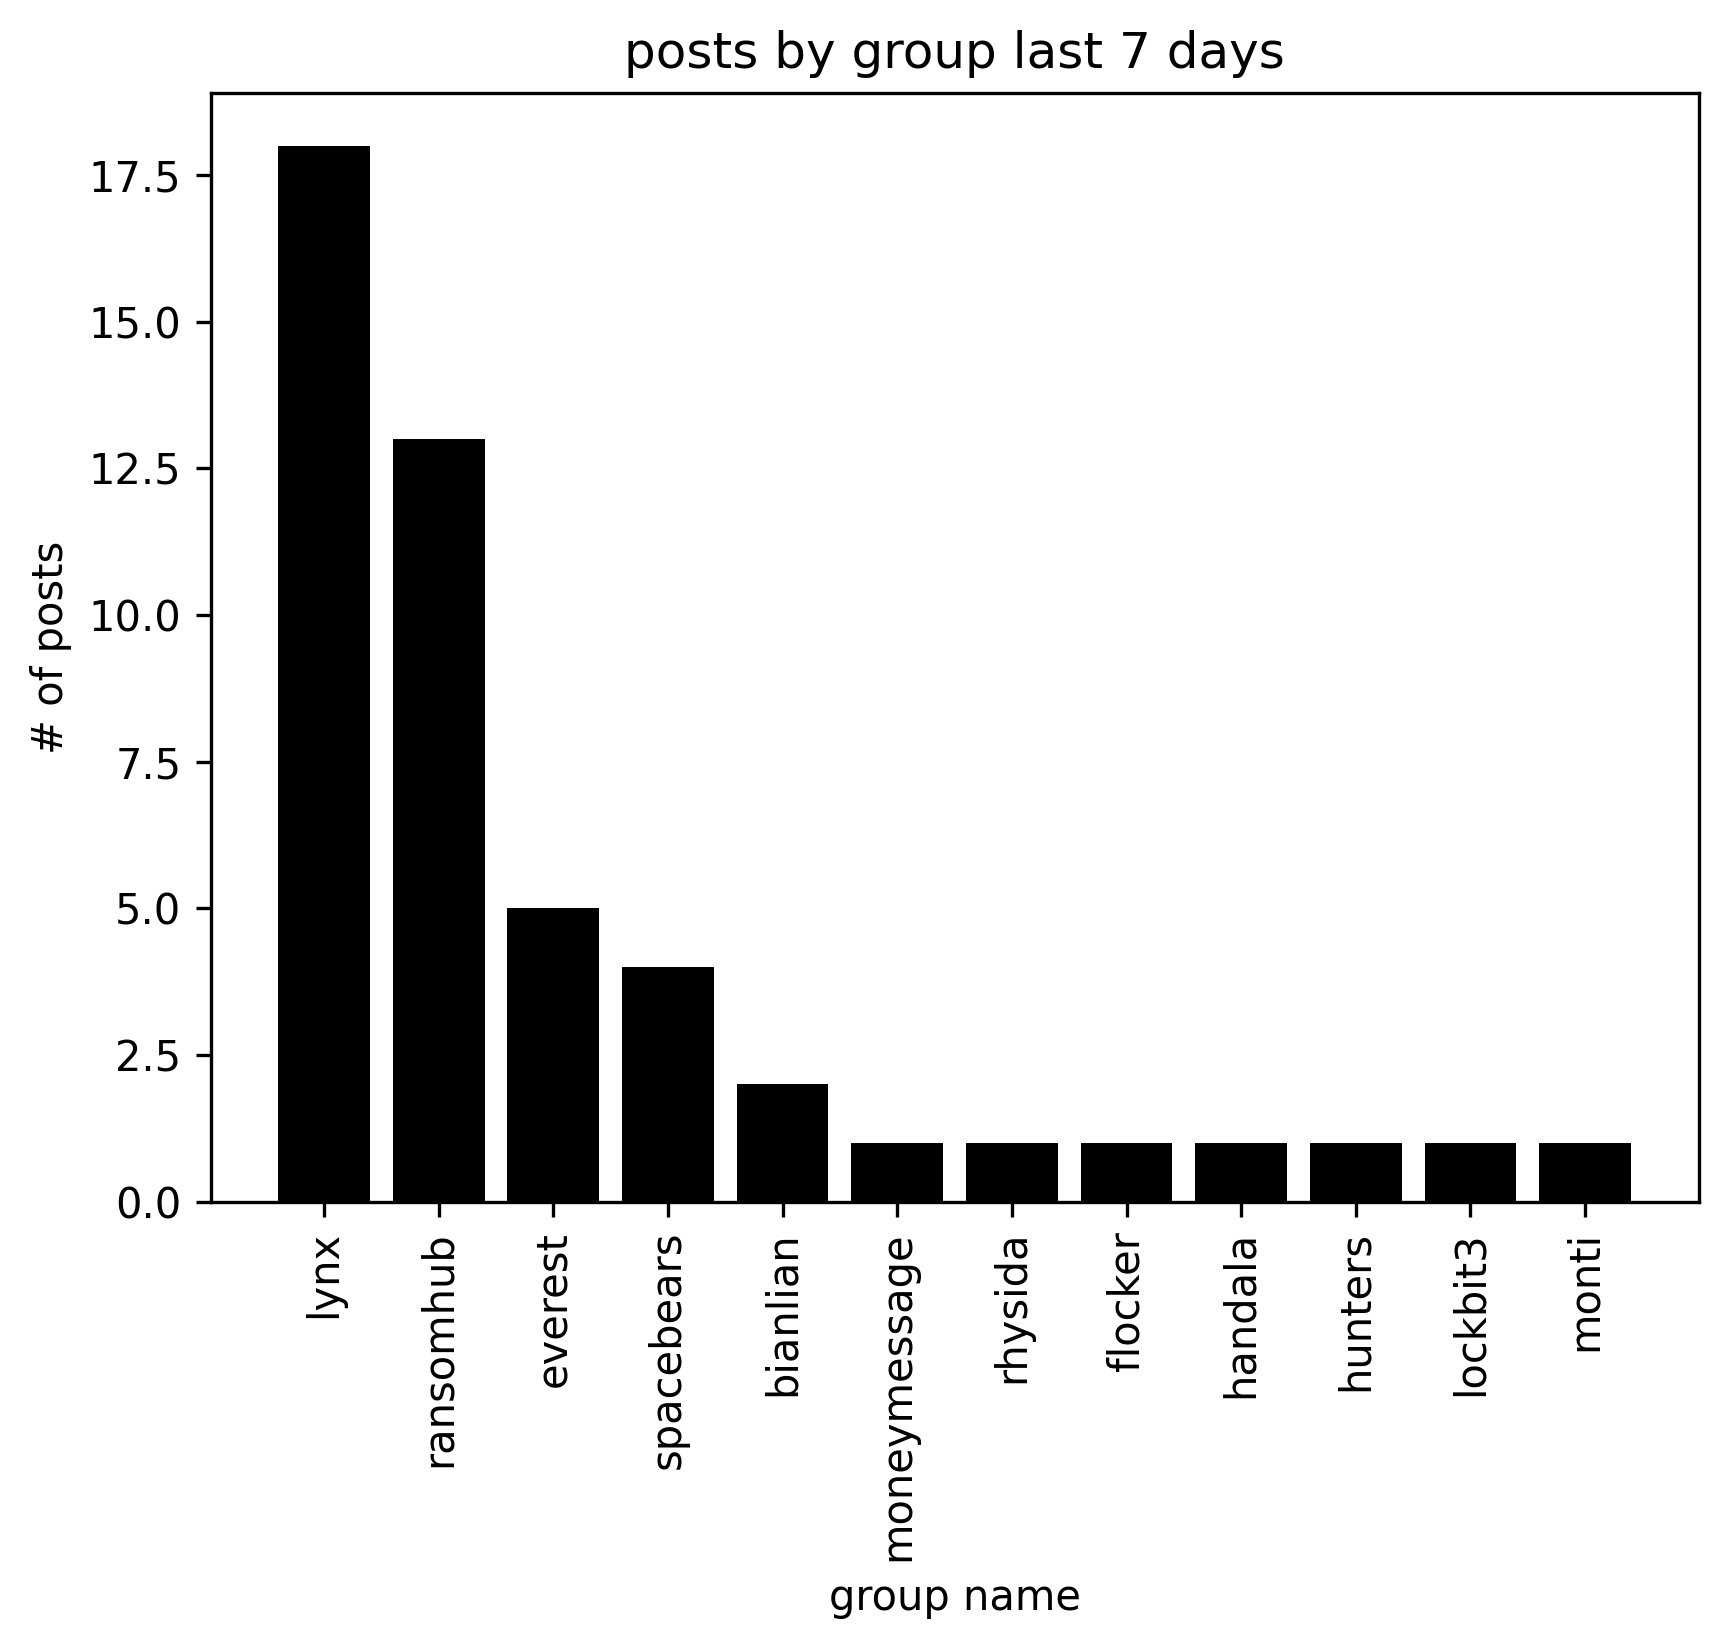 posts by group last 7 days
# of posts
17.5
15.0
12.5
10.0
7.5
5.0
2.5
0.0
lynx
ransomhub
everest
spacebears
bianlian
moneymessage
rhysida
flocker
handala
hunters
lockbit3
monti
group name